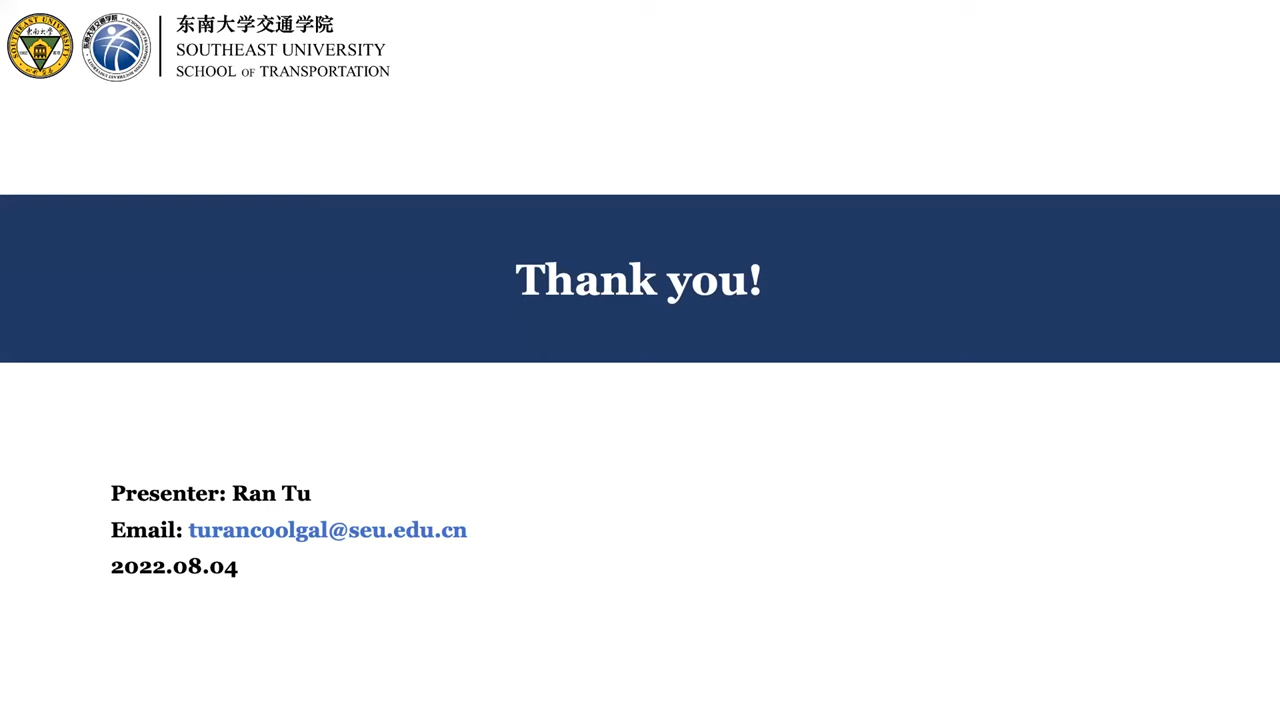 东南大学交通学院
SOUTHEAST UNIVERSITY
SCHOOL OF TRANSPORTATION
Thank you!
Presenter: Ran Tu
Email: turancoolgal@seu.edu.cn
2022.08.04